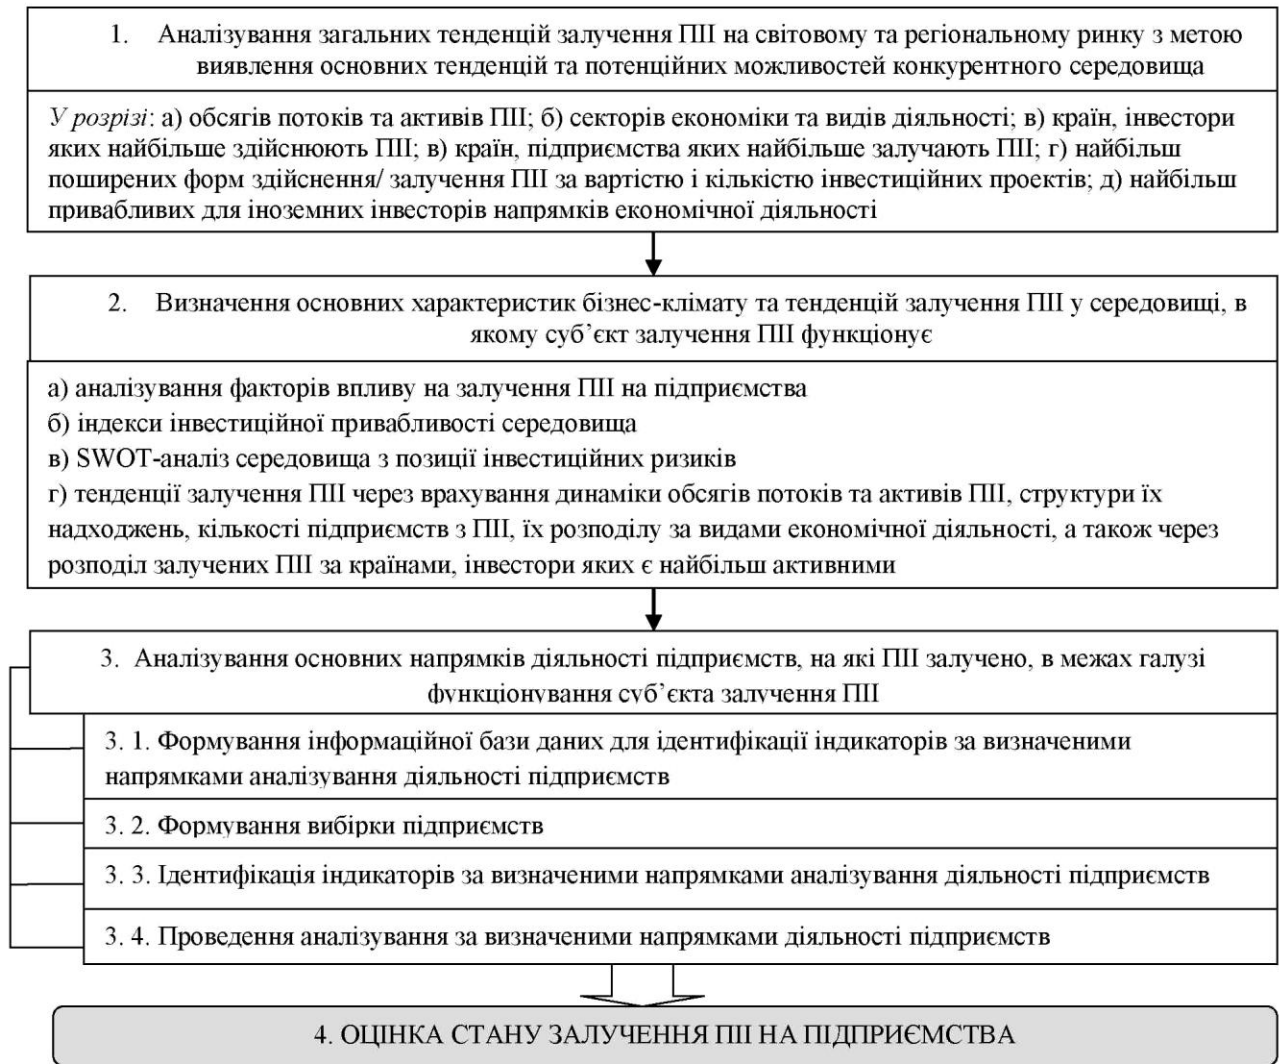 1. Аналізування загальних тенденцій залучення ПІІ на світовому та регіональному ринку з метою
виявлення основних тенденцій та потенційних можливостей конкурентного середовища
У розрізі: а) обсягів потоків та активів ПІІ; б) секторів економіки та видів діяльності; в) країн, інвестори
яких найбільше здійснюють ПІІ; в) країн, підприємства яких найбільше залучають ПІІ; г) найбільш
поширених форм здійснення/ залучення ПІІ за вартістю і кількістю інвестиційних проектів; д) найбільш
привабливих для іноземних інвесторів напрямків економічної діяльності
2. Визначення основних характеристик бізнес-клімату та тенденцій залучення ПІІ у середовищі, в
якому суб’єкт залучення ПІІ функціонує
а) аналізування факторів впливу на залучення ПІІ на підприємства
б) індекси інвестиційної привабливості середовища
в) SWOT-аналіз середовища з позиції інвестиційних ризиків
г) тенденції залучення ПІІ через врахування динаміки обсягів потоків та активів ПІІ, структури їх
надходжень, кількості підприємств з ПІІ, їх розподілу за видами економічної діяльності, а також через
розподіл залучених ПІІ за країнами, інвестори яких є найбільш активними
3. Аналізування основних напрямків діяльності підприємств, на які ПІІ залучено, в межах галузі
функціонування суб’єкта залучення ПІІ
3. 1. Формування інформаційної бази даних для ідентифікації індикаторів за визначеними
напрямками аналізування діяльності підприємств
3. 2. Формування вибірки підприємств
3. 3. Ідентифікація індикаторів за визначеними напрямками аналізування діяльності підприємств
3. 4. Проведення аналізування за визначеними напрямками діяльності підприємств
4. ОЦІНКА СТАНУ ЗАЛУЧЕННЯ ПІІ НА ПІДПРИЄМСТВА